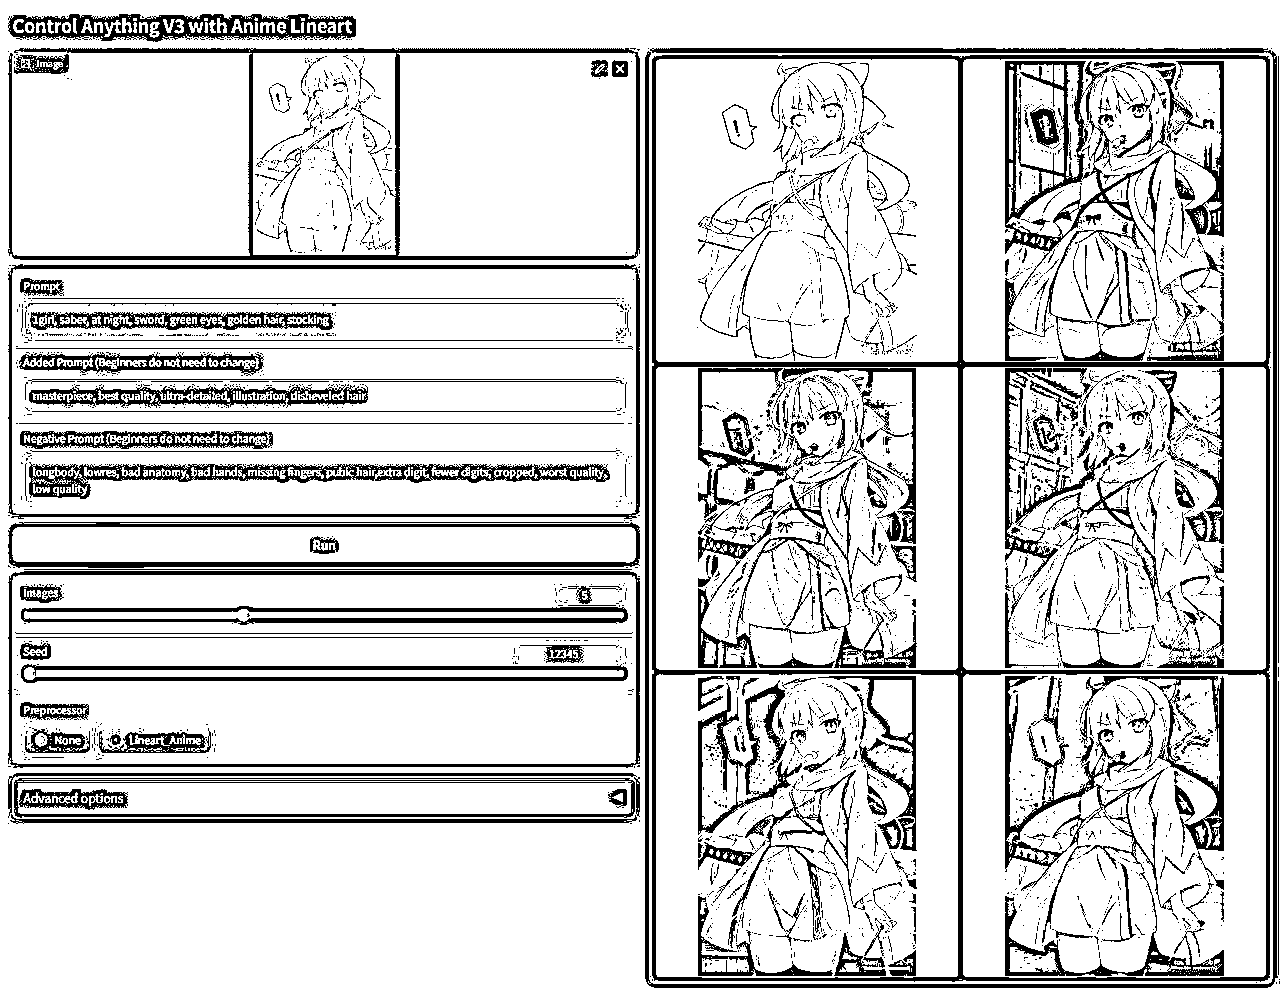 Control Anything V3 with Anime Lineart
Image
Prompt
1girl, saber, at night, sword, green eyes, golden hair, stocking
Added Prompt (Beginners do not need to change)
masterpiece, best quality, ultra-detailed, illustration, disheveled hair
Negative Prompt (Beginners do not need to change)
longbody, lowres, bad anatomy, bad hands, missing fingers, pubic hair,extra digit, fewer digits, cropped, worst quality,
low quality
Run
Images
Seed
12345
Preprocessor
None
Lineart_Anime
Advanced options
!